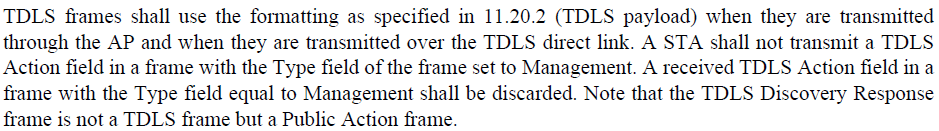 TDLS frames shall use the formatting as specified in 11.20.2 (TDLS payload) when they are transmitted
through the AP and when they are transmitted over the TDLS direct link. A STA shall not transmit a TDLS
Action field in a frame with the Type field of the frame set to Management. A received TDLS Action field in a
frame with the Type field equal to Management shall be discarded. Note that the TDLS Discovery Response
frame is not a TDLS frame but a Public Action frame.